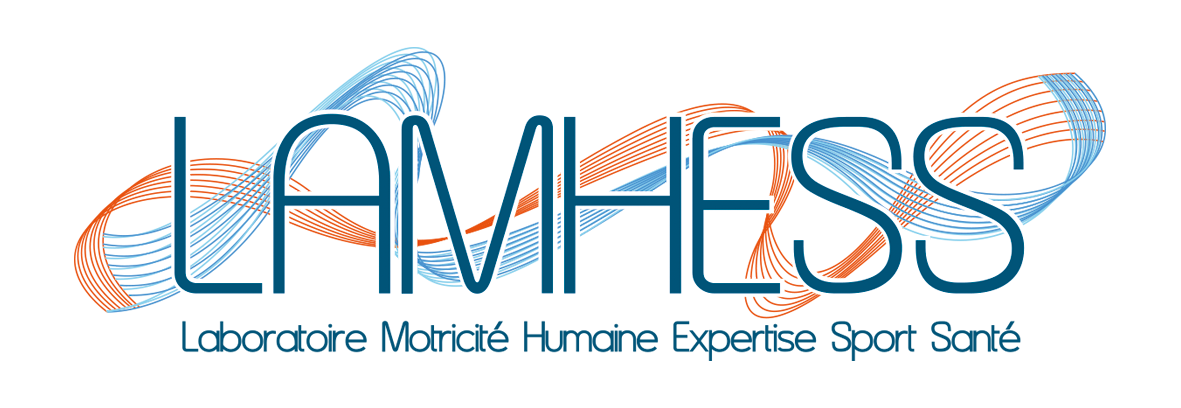 LAMHESS
Laboratoire Motricité Humaine Expertise Sport Santé